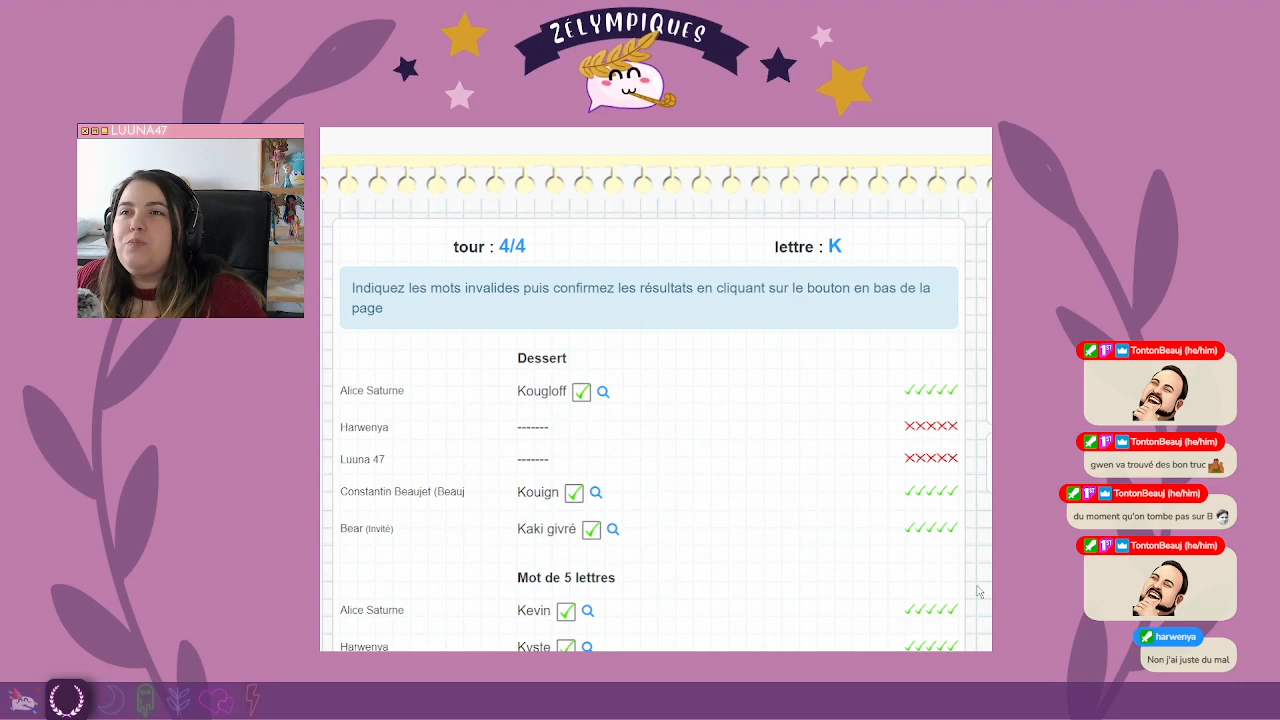 ZÉLYMPIQUES
LUUNA47
tour : 4/4
lettre : K
Indiquez les mots invalides puis confirmez les résultats en cliquant sur le bouton en bas de la
page
Dessert
Alice Saturne
Kougloff
Harwenya
-------
Luuna 47
-------
Constantin Beaujet (Beauj
Kouign
Bear (Invité)
Kaki givré
Mot de 5 lettres
Alice Saturne
Kevin
Harwenya
Kyste
1ST TontonBeauj (he/him)
1ST TontonBeauj (he/him)
gwen va trouvé des bon truc
1ST TontonBeauj (he/him)
du moment qu'on tombe pas sur B
1ST TontonBeauj (he/him)
harwenya
Non j'ai juste du mal